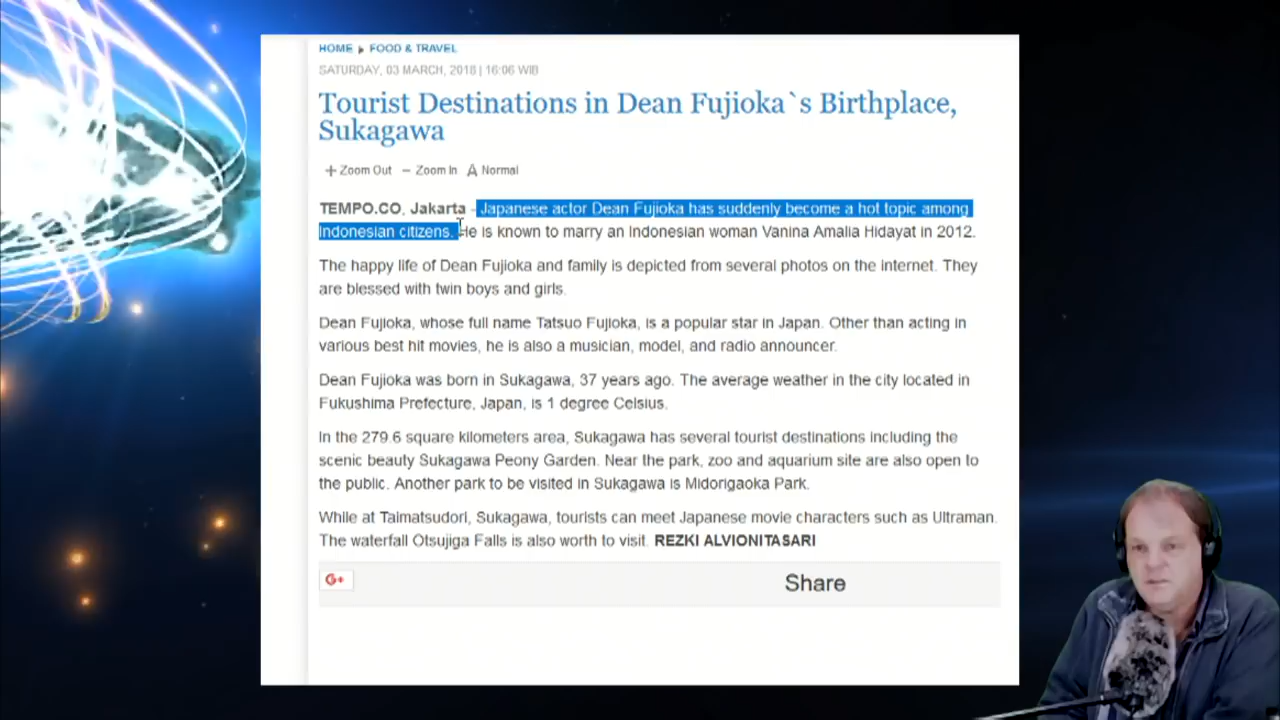 HOME ▶ FOOD & TRAVEL
SATURDAY, 03 MARCH, 2018 | 16:06 WIB
Tourist Destinations in Dean Fujioka`s Birthplace,
Sukagawa
+ Zoom Out − Zoom In A Normal
TEMPO.CO, Jakarta - Japanese actor Dean Fujioka has suddenly become a hot topic among
Indonesian citizens. He is known to marry an Indonesian woman Vanina Amalia Hidayat in 2012.
The happy life of Dean Fujioka and family is depicted from several photos on the internet. They
are blessed with twin boys and girls.
Dean Fujioka, whose full name Tatsuo Fujioka, is a popular star in Japan. Other than acting in
various best hit movies, he is also a musician, model, and radio announcer.
Dean Fujioka was born in Sukagawa, 37 years ago. The average weather in the city located in
Fukushima Prefecture, Japan, is 1 degree Celsius.
In the 279.6 square kilometers area, Sukagawa has several tourist destinations including the
scenic beauty Sukagawa Peony Garden. Near the park, zoo and aquarium site are also open to
the public. Another park to be visited in Sukagawa is Midorigaoka Park.
While at Taimatsudori, Sukagawa, tourists can meet Japanese movie characters such as Ultraman.
The waterfall Otsujiga Falls is also worth to visit. REZKI ALVIONITASARI
G+ Share